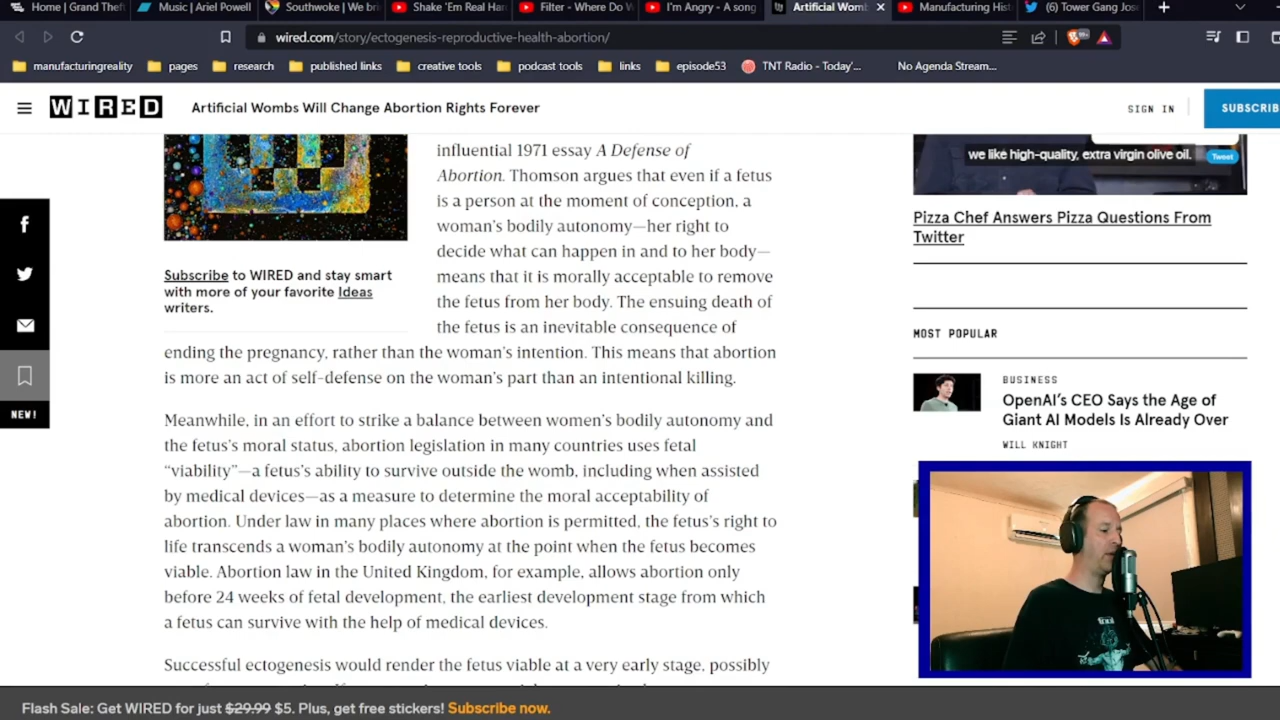 Home | Grand Theft
Music | Ariel Powell
Southwoke | We bri
Shake 'Em Real Har
Filter - Where Do W
I'm Angry - A song
Artificial Womb
Manufacturing Hist
(6) Tower Gang Jos
wired.com/story/ectogenesis-reproductive-health-abortion/
manufacturingreality
pages
research
published links
creative tools
podcast tools
links
episode53
TNT Radio - Today'...
No Agenda Stream...
WIRED
Artificial Wombs Will Change Abortion Rights Forever
SIGN IN
SUBSCRIB
influential 1971 essay A Defense of
Abortion. Thomson argues that even if a fetus
is a person at the moment of conception, a
woman's bodily autonomy—her right to
decide what can happen in and to her body—
means that it is morally acceptable to remove
the fetus from her body. The ensuing death of
the fetus is an inevitable consequence of
ending the pregnancy, rather than the woman's intention. This means that abortion
is more an act of self-defense on the woman's part than an intentional killing.
Subscribe to WIRED and stay smart
with more of your favorite Ideas
writers.
Meanwhile, in an effort to strike a balance between women's bodily autonomy and
the fetus's moral status, abortion legislation in many countries uses fetal
“viability”—a fetus's ability to survive outside the womb, including when assisted
by medical devices—as a measure to determine the moral acceptability of
abortion. Under law in many places where abortion is permitted, the fetus's right to
life transcends a woman's bodily autonomy at the point when the fetus becomes
viable. Abortion law in the United Kingdom, for example, allows abortion only
before 24 weeks of fetal development, the earliest development stage from which
a fetus can survive with the help of medical devices.
Successful ectogenesis would render the fetus viable at a very early stage, possibly
NEW!
we like high-quality, extra virgin olive oil.
Tweet
Pizza Chef Answers Pizza Questions From
Twitter
MOST POPULAR
BUSINESS
OpenAI's CEO Says the Age of
Giant AI Models Is Already Over
WILL KNIGHT
Flash Sale: Get WIRED for just $29.99 $5. Plus, get free stickers! Subscribe now.